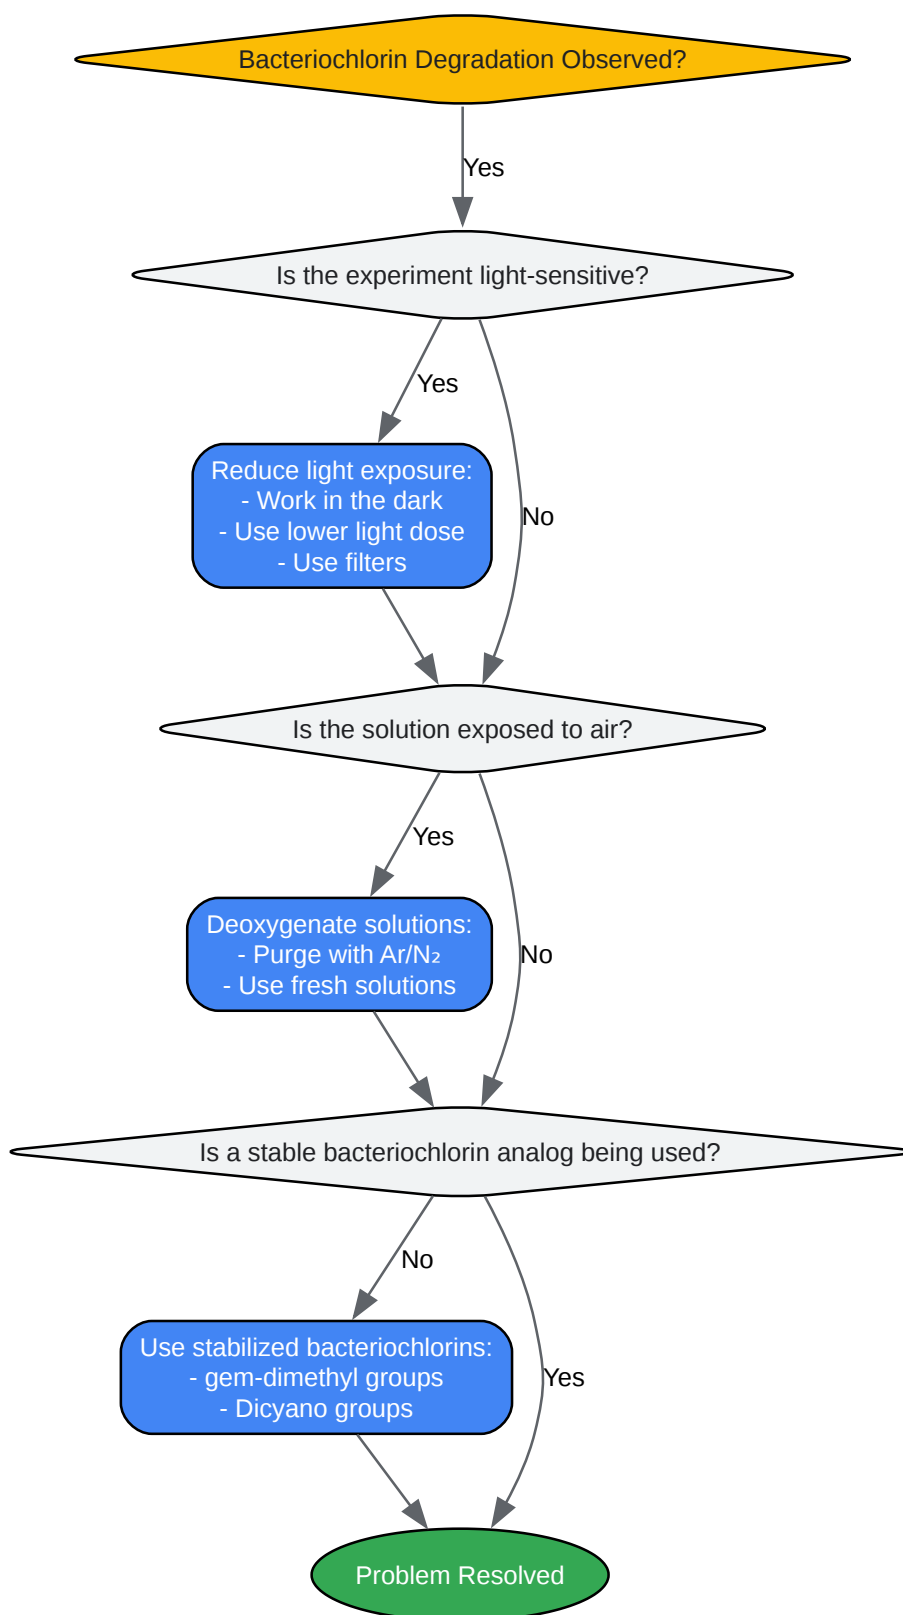 Bacteriochlorin Degradation Observed?
Yes
Is the experiment light-sensitive?
Yes
Reduce light exposure:
- Work in the dark
- Use lower light dose
- Use filters
No
Is the solution exposed to air?
Yes
Deoxygenate solutions:
- Purge with Ar/N₂
- Use fresh solutions
No
Is a stable bacteriochlorin analog being used?
No
Use stabilized bacteriochlorins:
- gem-dimethyl groups
- Dicyano groups
Yes
Problem Resolved